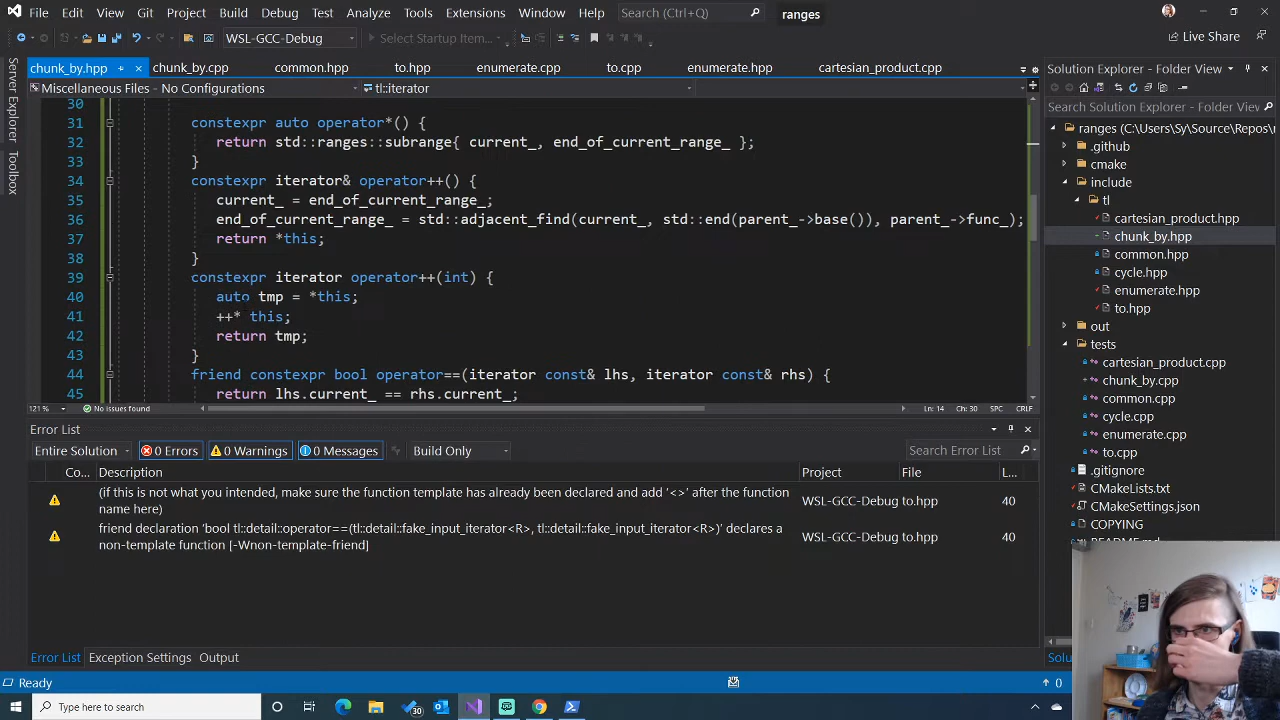 File Edit View Git Project Build Debug Test Analyze Tools Extensions Window Help Search (Ctrl+Q) ranges
WSL-GCC-Debug Select Startup Item... Live Share
chunk_by.hpp chunk_by.cpp common.hpp to.hpp enumerate.cpp to.cpp enumerate.hpp cartesian_product.cpp
Miscellaneous Files - No Configurations tl::iterator
Server Explorer
Toolbox
30
31 constexpr auto operator*() {
32 return std::ranges::subrange{ current_, end_of_current_range_ };
33 }
34 constexpr iterator& operator++() {
35 current_ = end_of_current_range_;
36 end_of_current_range_ = std::adjacent_find(current_, std::end(parent_->base()), parent_->func_);
37 return *this;
38 }
39 constexpr iterator operator++(int) {
40 auto tmp = *this;
41 ++* this;
42 return tmp;
43 }
44 friend constexpr bool operator==(iterator const& lhs, iterator const& rhs) {
45 return lhs.current_ == rhs.current_;
121 % No issues found Ln: 14 Ch: 30 SPC CRLF
Error List
Entire Solution 0 Errors 0 Warnings 0 Messages Build Only Search Error List
Co... Description Project File L...
(if this is not what you intended, make sure the function template has already been declared and add '<>' after the function
name here) WSL-GCC-Debug to.hpp 40
friend declaration 'bool tl::detail::operator==(tl::detail::fake_input_iterator<R>, tl::detail::fake_input_iterator<R>)' declares a
non-template function [-Wnon-template-friend] WSL-GCC-Debug to.hpp 40
Error List Exception Settings Output
Solution Explorer - Folder View
Search Solution Explorer - Folder View
ranges (C:\Users\Sy\Source\Repos\r
.github
cmake
include
tl
cartesian_product.hpp
chunk_by.hpp
common.hpp
cycle.hpp
enumerate.hpp
to.hpp
out
tests
cartesian_product.cpp
chunk_by.cpp
common.cpp
cycle.cpp
enumerate.cpp
to.cpp
.gitignore
CMakeLists.txt
CMakeSettings.json
COPYING
README.md
Solu
Ready 0
Type here to search 30